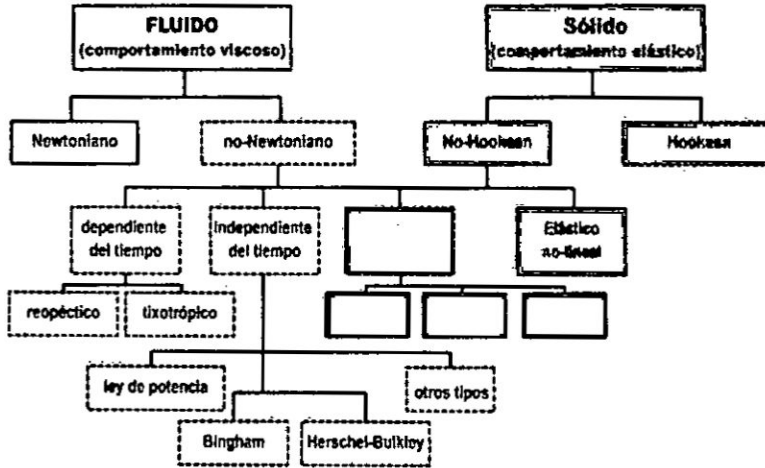 FLUIDO
(comportamiento viscoso)
Sólido
(comportamiento elástico)
Newtoniano
no-Newtoniano
No-Hookean
Hookean
dependiente
del tiempo
independiente
del tiempo
Elástico
no-lineal
reopéctico
tixotrópico
ley de potencia
otros tipos
Bingham
Herschel-Bulkley